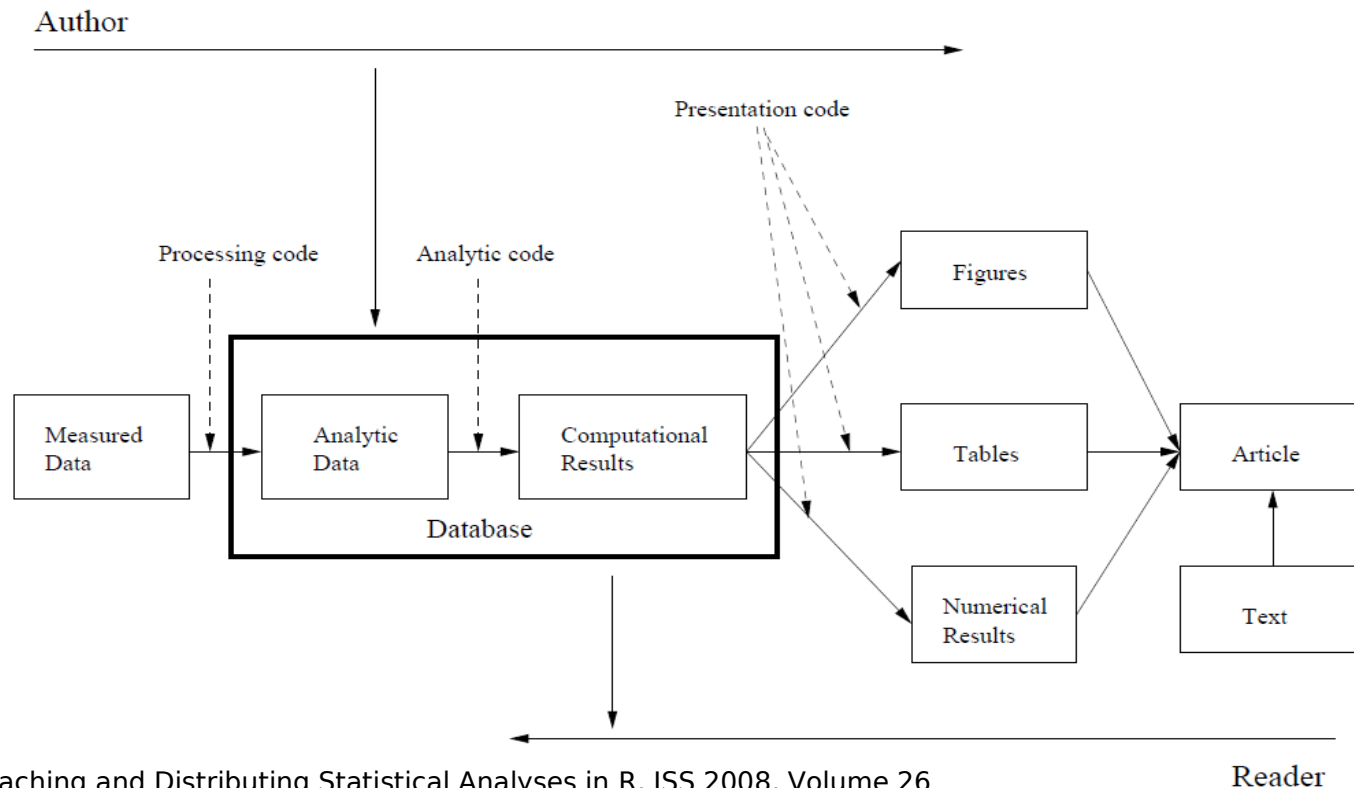 Author
Presentation code
Processing code
Analytic code
Figures
Measured
Data
Analytic
Data
Computational
Results
Tables
Article
Database
Numerical
Results
Text
aching and Distributing Statistical Analyses in R. JSS 2008. Volume 26
Reader